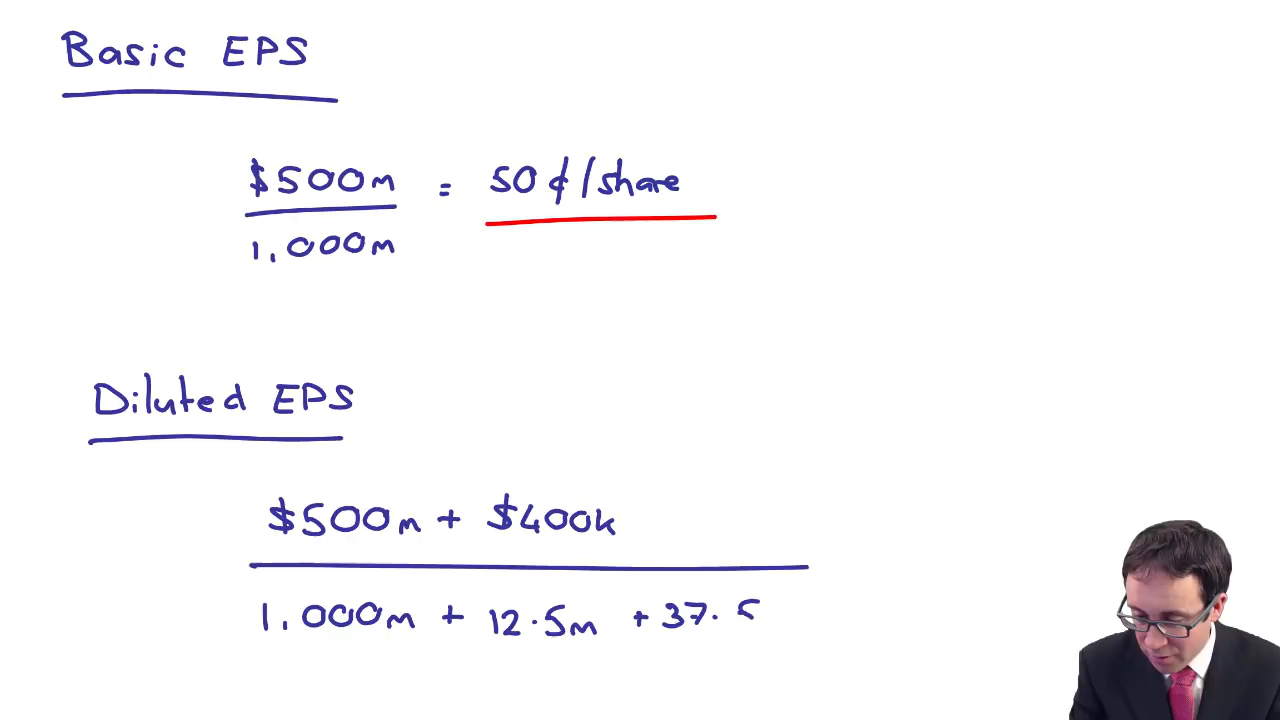 Basic EPS
$500m = 50¢/share
1,000m
Diluted EPS
$500m + $400k
1,000m + 12.5m + 37.5